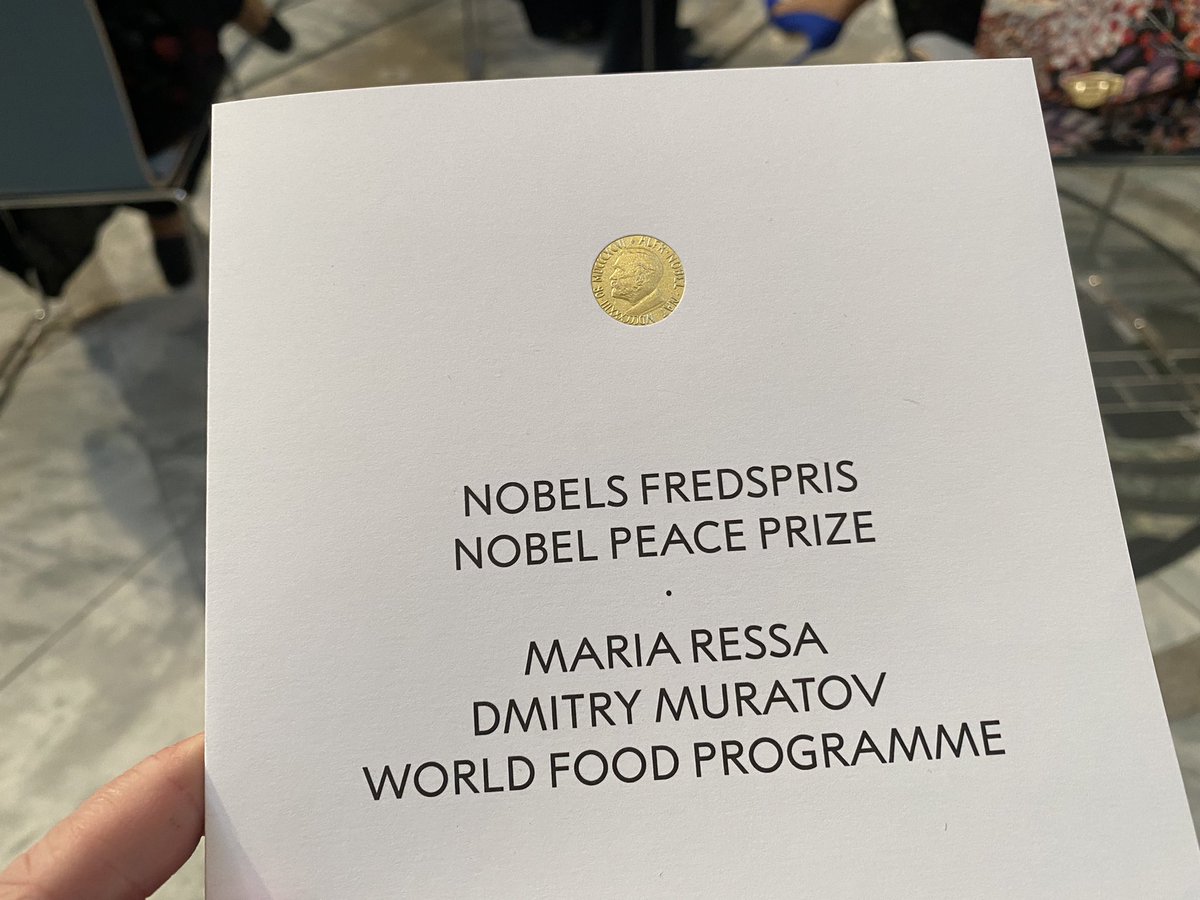 NOBELS FREDSPRIS
NOBEL PEACE PRIZE
·
MARIA RESSA
DMITRY MURATOV
WORLD FOOD PROGRAMME